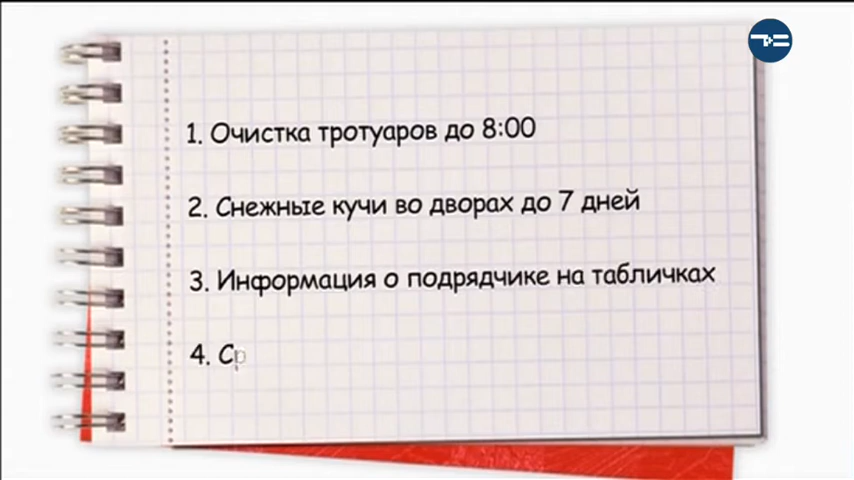 1. Очистка тротуаров до 8:00
2. Снежные кучи во дворах до 7 дней
3. Информация о подрядчике на табличках
4. Ср